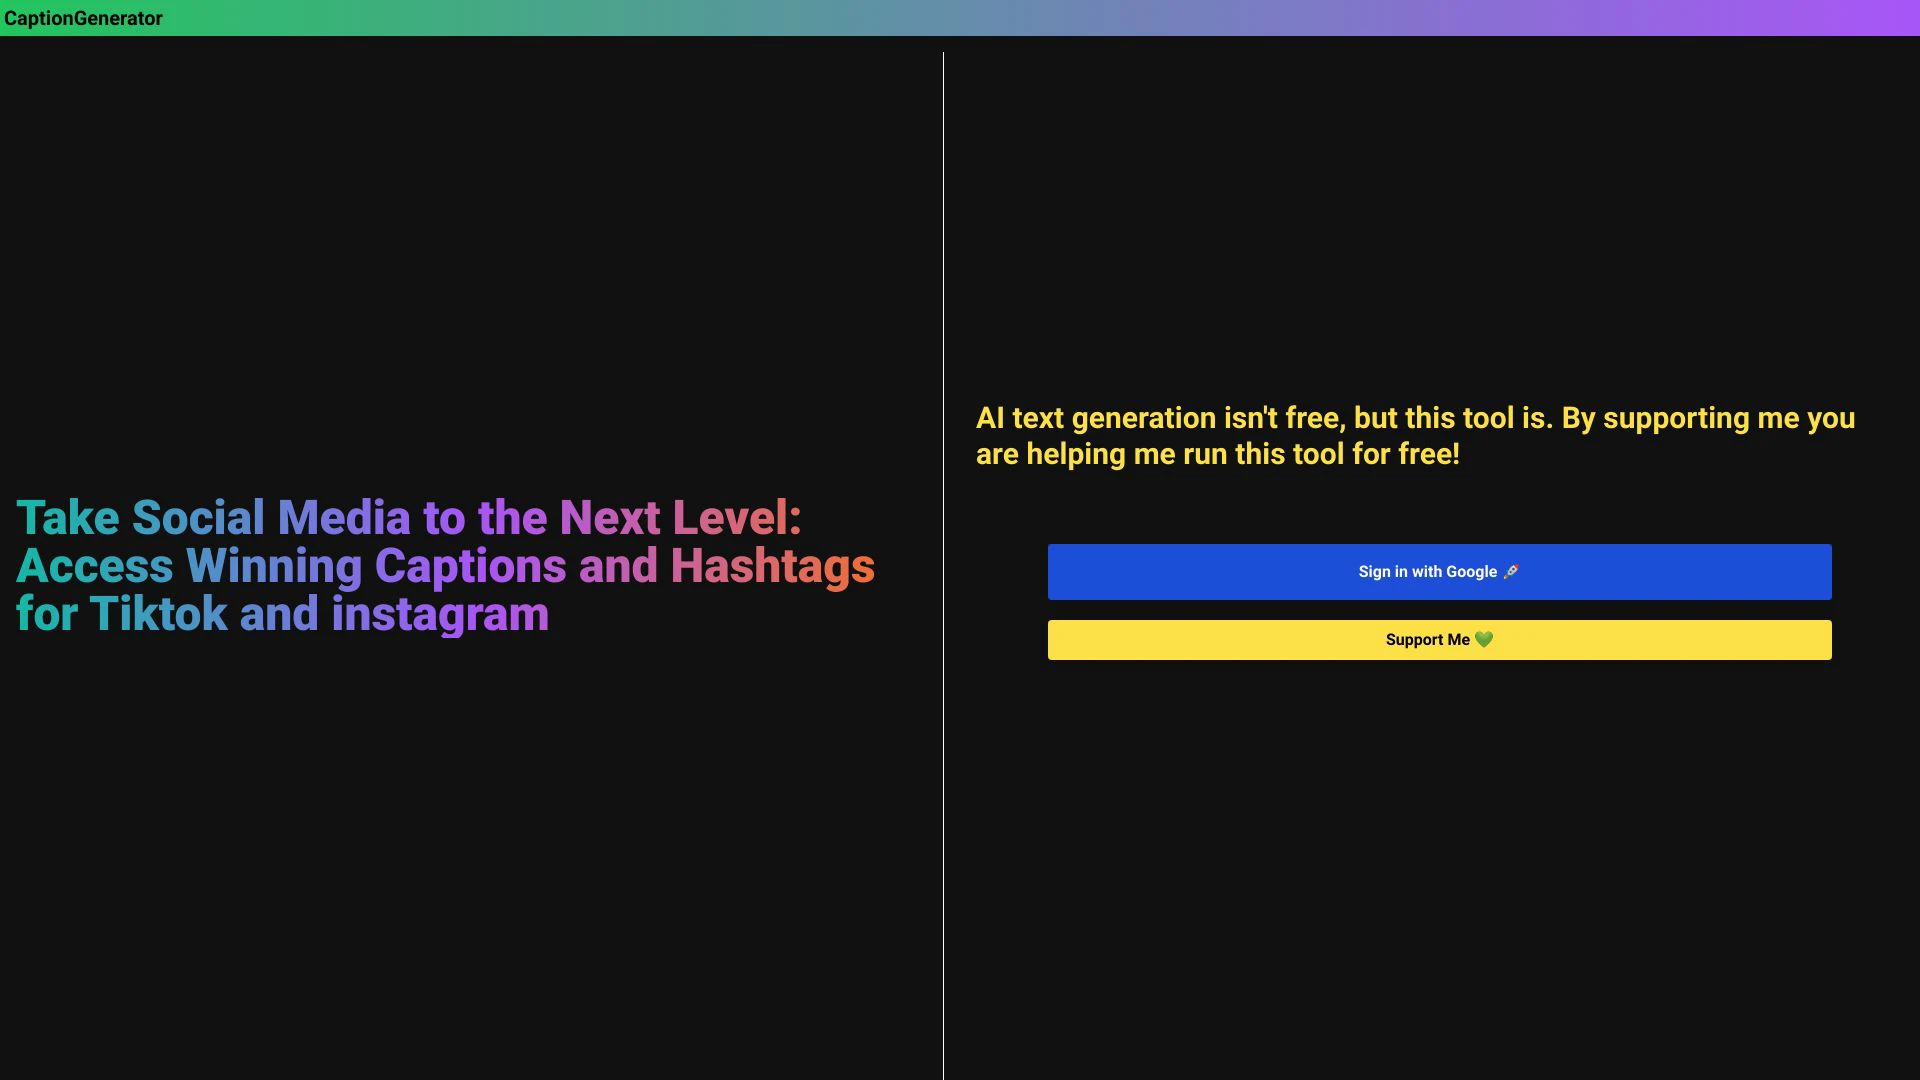 CaptionGenerator
Take Social Media to the Next Level:
Access Winning Captions and Hashtags
for Tiktok and instagram
AI text generation isn't free, but this tool is. By supporting me you
are helping me run this tool for free!
Sign in with Google 🚀
Support Me 💚